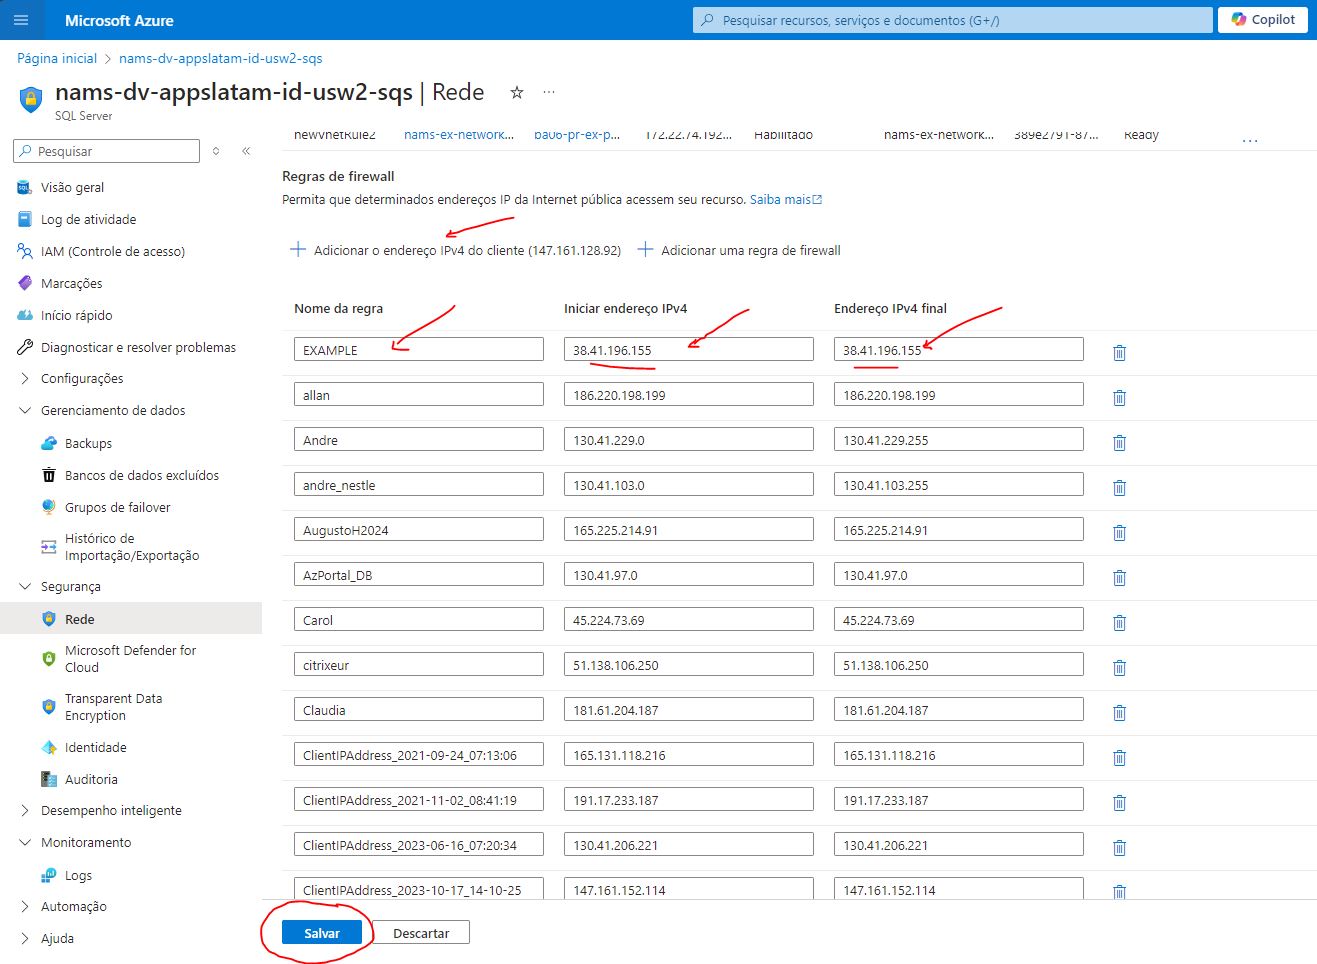 Microsoft Azure
Pesquisar recursos, serviços e documentos (G+/)
Copilot
Página inicial > nams-dv-appslatam-id-usw2-sqs
nams-dv-appslatam-id-usw2-sqs | Rede
SQL Server
Pesquisar
Visão geral
Log de atividade
IAM (Controle de acesso)
Marcações
Início rápido
Diagnosticar e resolver problemas
Configurações
Gerenciamento de dados
Backups
Bancos de dados excluídos
Grupos de failover
Histórico de
Importação/Exportação
Segurança
Rede
Microsoft Defender for
Cloud
Transparent Data
Encryption
Identidade
Auditoria
Desempenho inteligente
Monitoramento
Logs
Automação
Ajuda
newVnetRule2 nams-ex-network... ba06-pr-ex-p... 172.22.74.192... Habilitado nams-ex-network... 389e2791-87... Ready ...
Regras de firewall
Permita que determinados endereços IP da Internet pública acessem seu recurso. Saiba mais
Adicionar o endereço IPv4 do cliente (147.161.128.92) Adicionar uma regra de firewall
Nome da regra Iniciar endereço IPv4 Endereço IPv4 final
EXAMPLE 38.41.196.155 38.41.196.155
allan 186.220.198.199 186.220.198.199
Andre 130.41.229.0 130.41.229.255
andre_nestle 130.41.103.0 130.41.103.255
AugustoH2024 165.225.214.91 165.225.214.91
AzPortal_DB 130.41.97.0 130.41.97.0
Carol 45.224.73.69 45.224.73.69
citrixeur 51.138.106.250 51.138.106.250
Claudia 181.61.204.187 181.61.204.187
ClientIPAddress_2021-09-24_07:13:06 165.131.118.216 165.131.118.216
ClientIPAddress_2021-11-02_08:41:19 191.17.233.187 191.17.233.187
ClientIPAddress_2023-06-16_07:20:34 130.41.206.221 130.41.206.221
ClientIPAddress_2023-10-17_14-10-25 147.161.152.114 147.161.152.114
Salvar Descartar